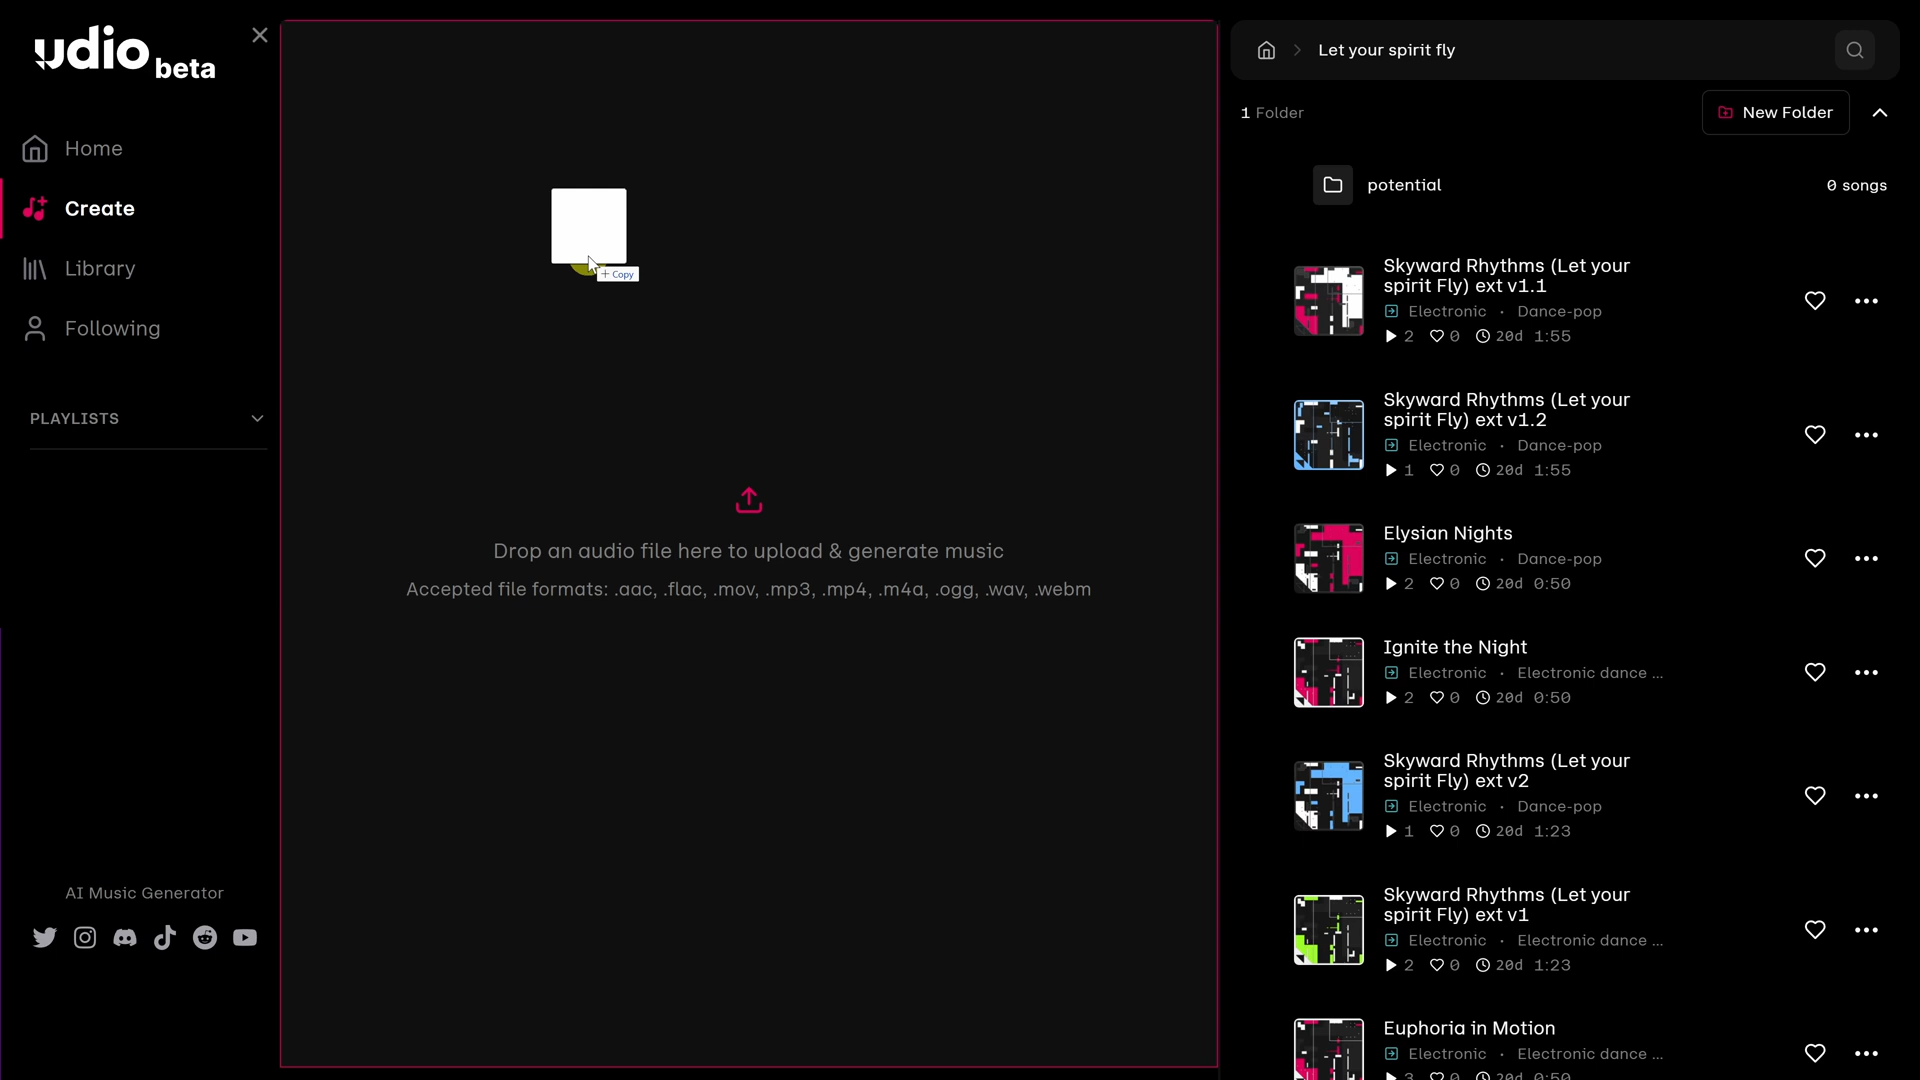 udio beta
Home
Create
Library
Following
PLAYLISTS
AI Music Generator
+ Copy
Drop an audio file here to upload & generate music
Accepted file formats: .aac, .flac, .mov, .mp3, .mp4, .m4a, .ogg, .wav, .webm
Let your spirit fly
1 Folder
New Folder
potential
0 songs
Skyward Rhythms (Let your
spirit Fly) ext v1.1
Electronic • Dance-pop
2 0 20d 1:55
Skyward Rhythms (Let your
spirit Fly) ext v1.2
Electronic • Dance-pop
1 0 20d 1:55
Elysian Nights
Electronic • Dance-pop
2 0 20d 0:50
Ignite the Night
Electronic • Electronic dance ...
2 0 20d 0:50
Skyward Rhythms (Let your
spirit Fly) ext v2
Electronic • Dance-pop
1 0 20d 1:23
Skyward Rhythms (Let your
spirit Fly) ext v1
Electronic • Electronic dance ...
2 0 20d 1:23
Euphoria in Motion
Electronic • Electronic dance ...
3 0 20d 0:50